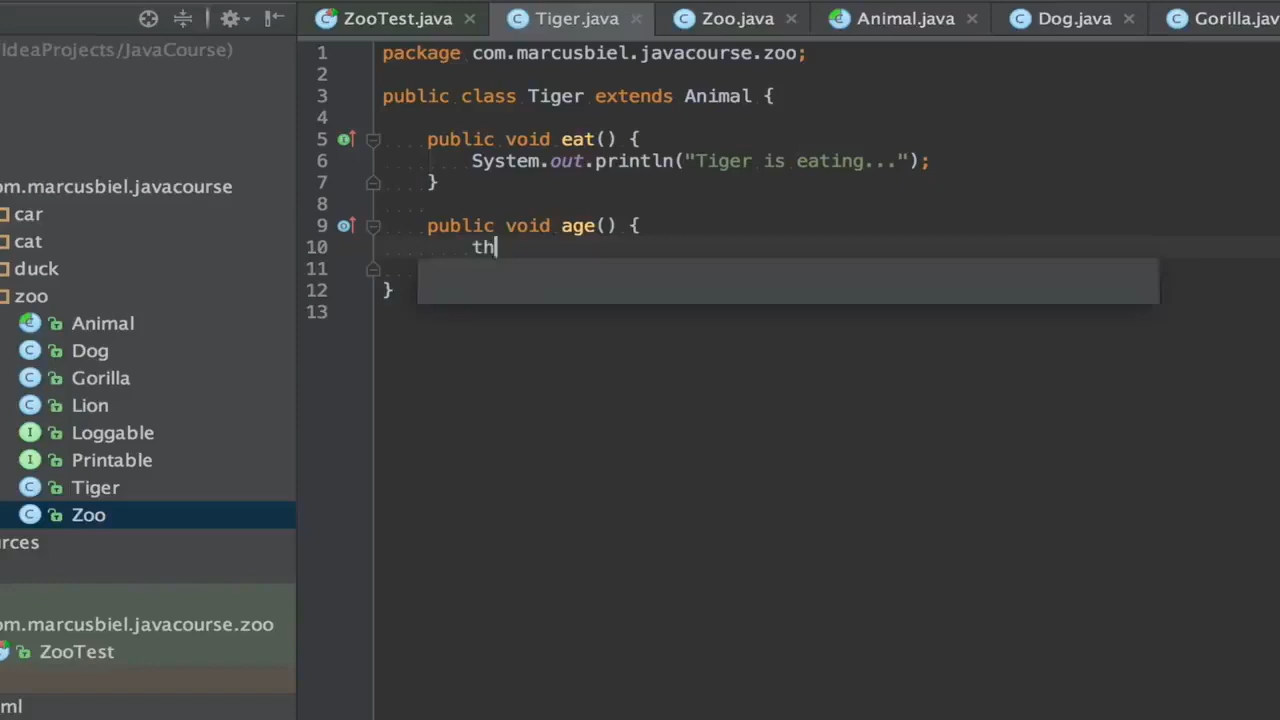 ZooTest.java
Tiger.java
Zoo.java
Animal.java
Dog.java
Gorilla.jav
IdeaProjects/JavaCourse)
om.marcusbiel.javacourse
car
cat
duck
zoo
Animal
Dog
Gorilla
Lion
Loggable
Printable
Tiger
Zoo
urces
om.marcusbiel.javacourse.zoo
ZooTest
ml
1 package com.marcusbiel.javacourse.zoo;
2
3 public class Tiger extends Animal {
4
5 public void eat() {
6 System.out.println("Tiger is eating...");
7 }
8
9 public void age() {
10 th
11
12 }
13